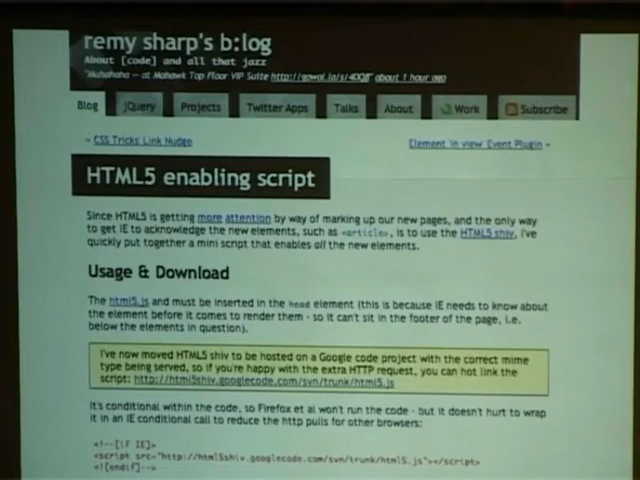 remy sharp's b:log
About [code] and all that jazz
"Muhahaha — at Mohawk Top Floor VIP Suite about 1 hour ago
Blog jQuery Projects Twitter Apps Talks About Work Subscribe
« CSS Tricks' Link Nudge Element 'in view' Event Plugin »
HTML5 enabling script
Since HTML5 is getting more attention by way of marking up our new pages, and the only way
to get IE to acknowledge the new elements, such as <article>, is to use the HTML5 shiv, I've
quickly put together a mini script that enables all the new elements.
Usage & Download
The html5.js and must be inserted in the head element (this is because IE needs to know about
the element before it comes to render them - so it can't sit in the footer of the page, i.e.
below the elements in question).
I've now moved HTML5 shiv to be hosted on a Google code project with the correct mime
type being served, so if you're happy with the extra HTTP request, you can hot link the
script: http://html5shiv.googlecode.com/svn/trunk/html5.js
It's conditional within the code, so Firefox et al won't run the code - but it doesn't hurt to wrap
it in an IE conditional call to reduce the http pulls for other browsers:
<!--[if IE]>
<script src="http://html5shiv.googlecode.com/svn/trunk/html5.js"></script>
<![endif]-->